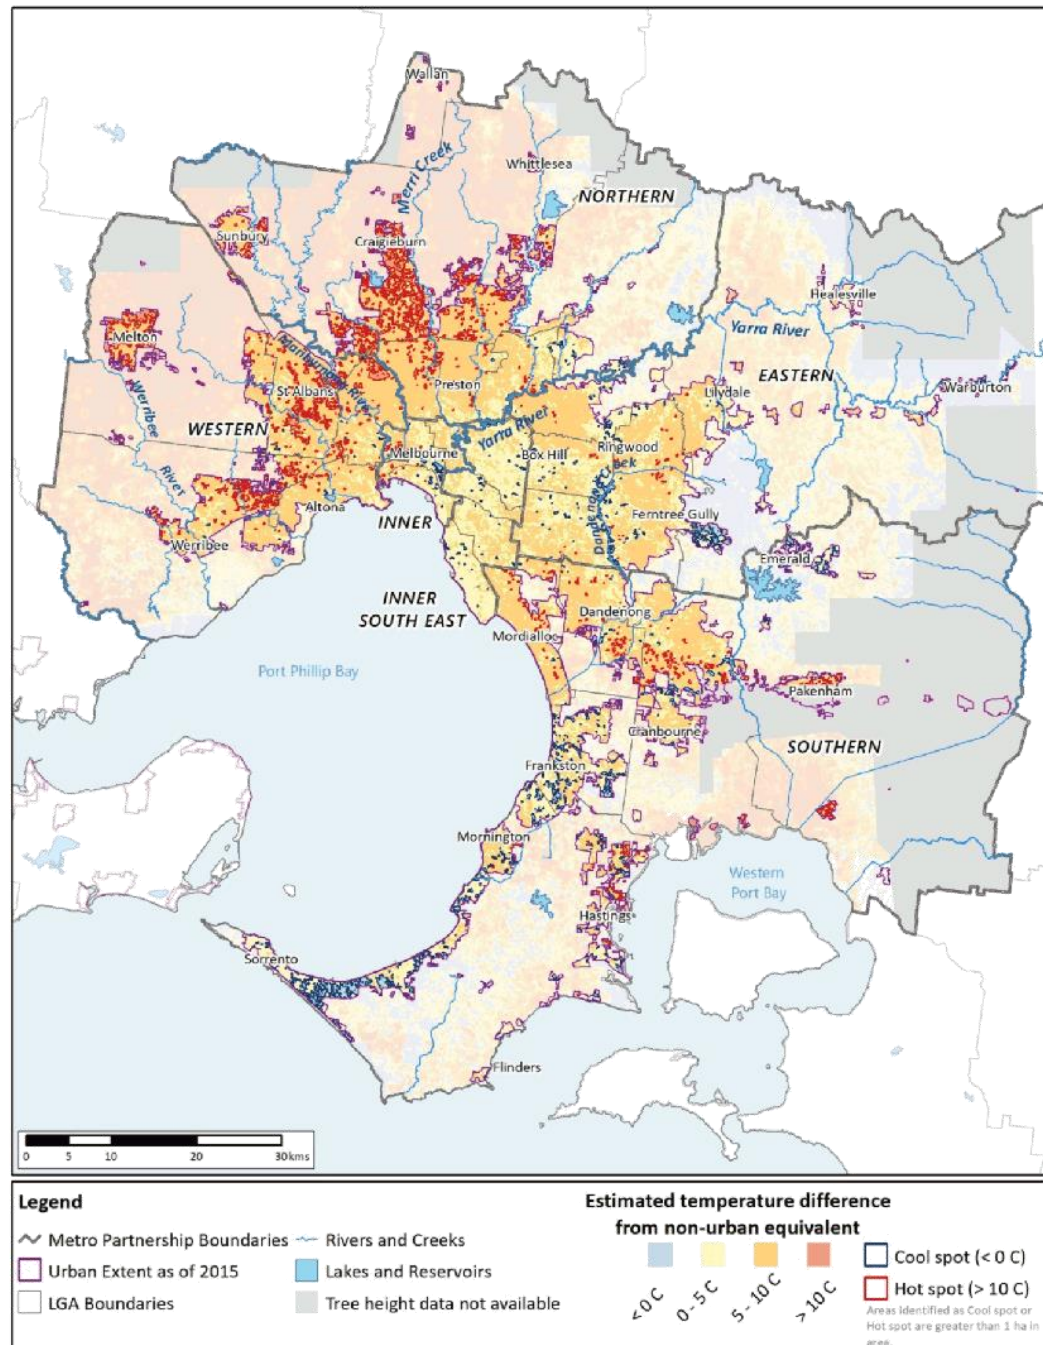 Wallan
Whittlesea
Merri Creek
NORTHERN
Sunbury
Craigieburn
Healesville
Yarra River
Melton
Maribyrnong River
Preston
EASTERN
Warburton
Werribee
River
St Albans
Lilydale
WESTERN
Yarra River
Melbourne
Box Hill
Ringwood
Altona
INNER
Ferntree Gully
Werribee
Emerald
INNER
SOUTH EAST
Dandenong
Mordialloc
Port Phillip Bay
Pakenham
Cranbourne
SOUTHERN
Frankston
Mornington
Western
Port Bay
Hastings
Sorrento
Flinders
0 5 10 20 30kms
Legend
Metro Partnership Boundaries
Rivers and Creeks
Urban Extent as of 2015
Lakes and Reservoirs
LGA Boundaries
Tree height data not available
Estimated temperature difference
from non-urban equivalent
< 0 C
0 - 5 C
5 - 10 C
> 10 C
Cool spot (< 0 C)
Hot spot (> 10 C)
Areas identified as Cool spot or
Hot spot are greater than 1 ha in
area.